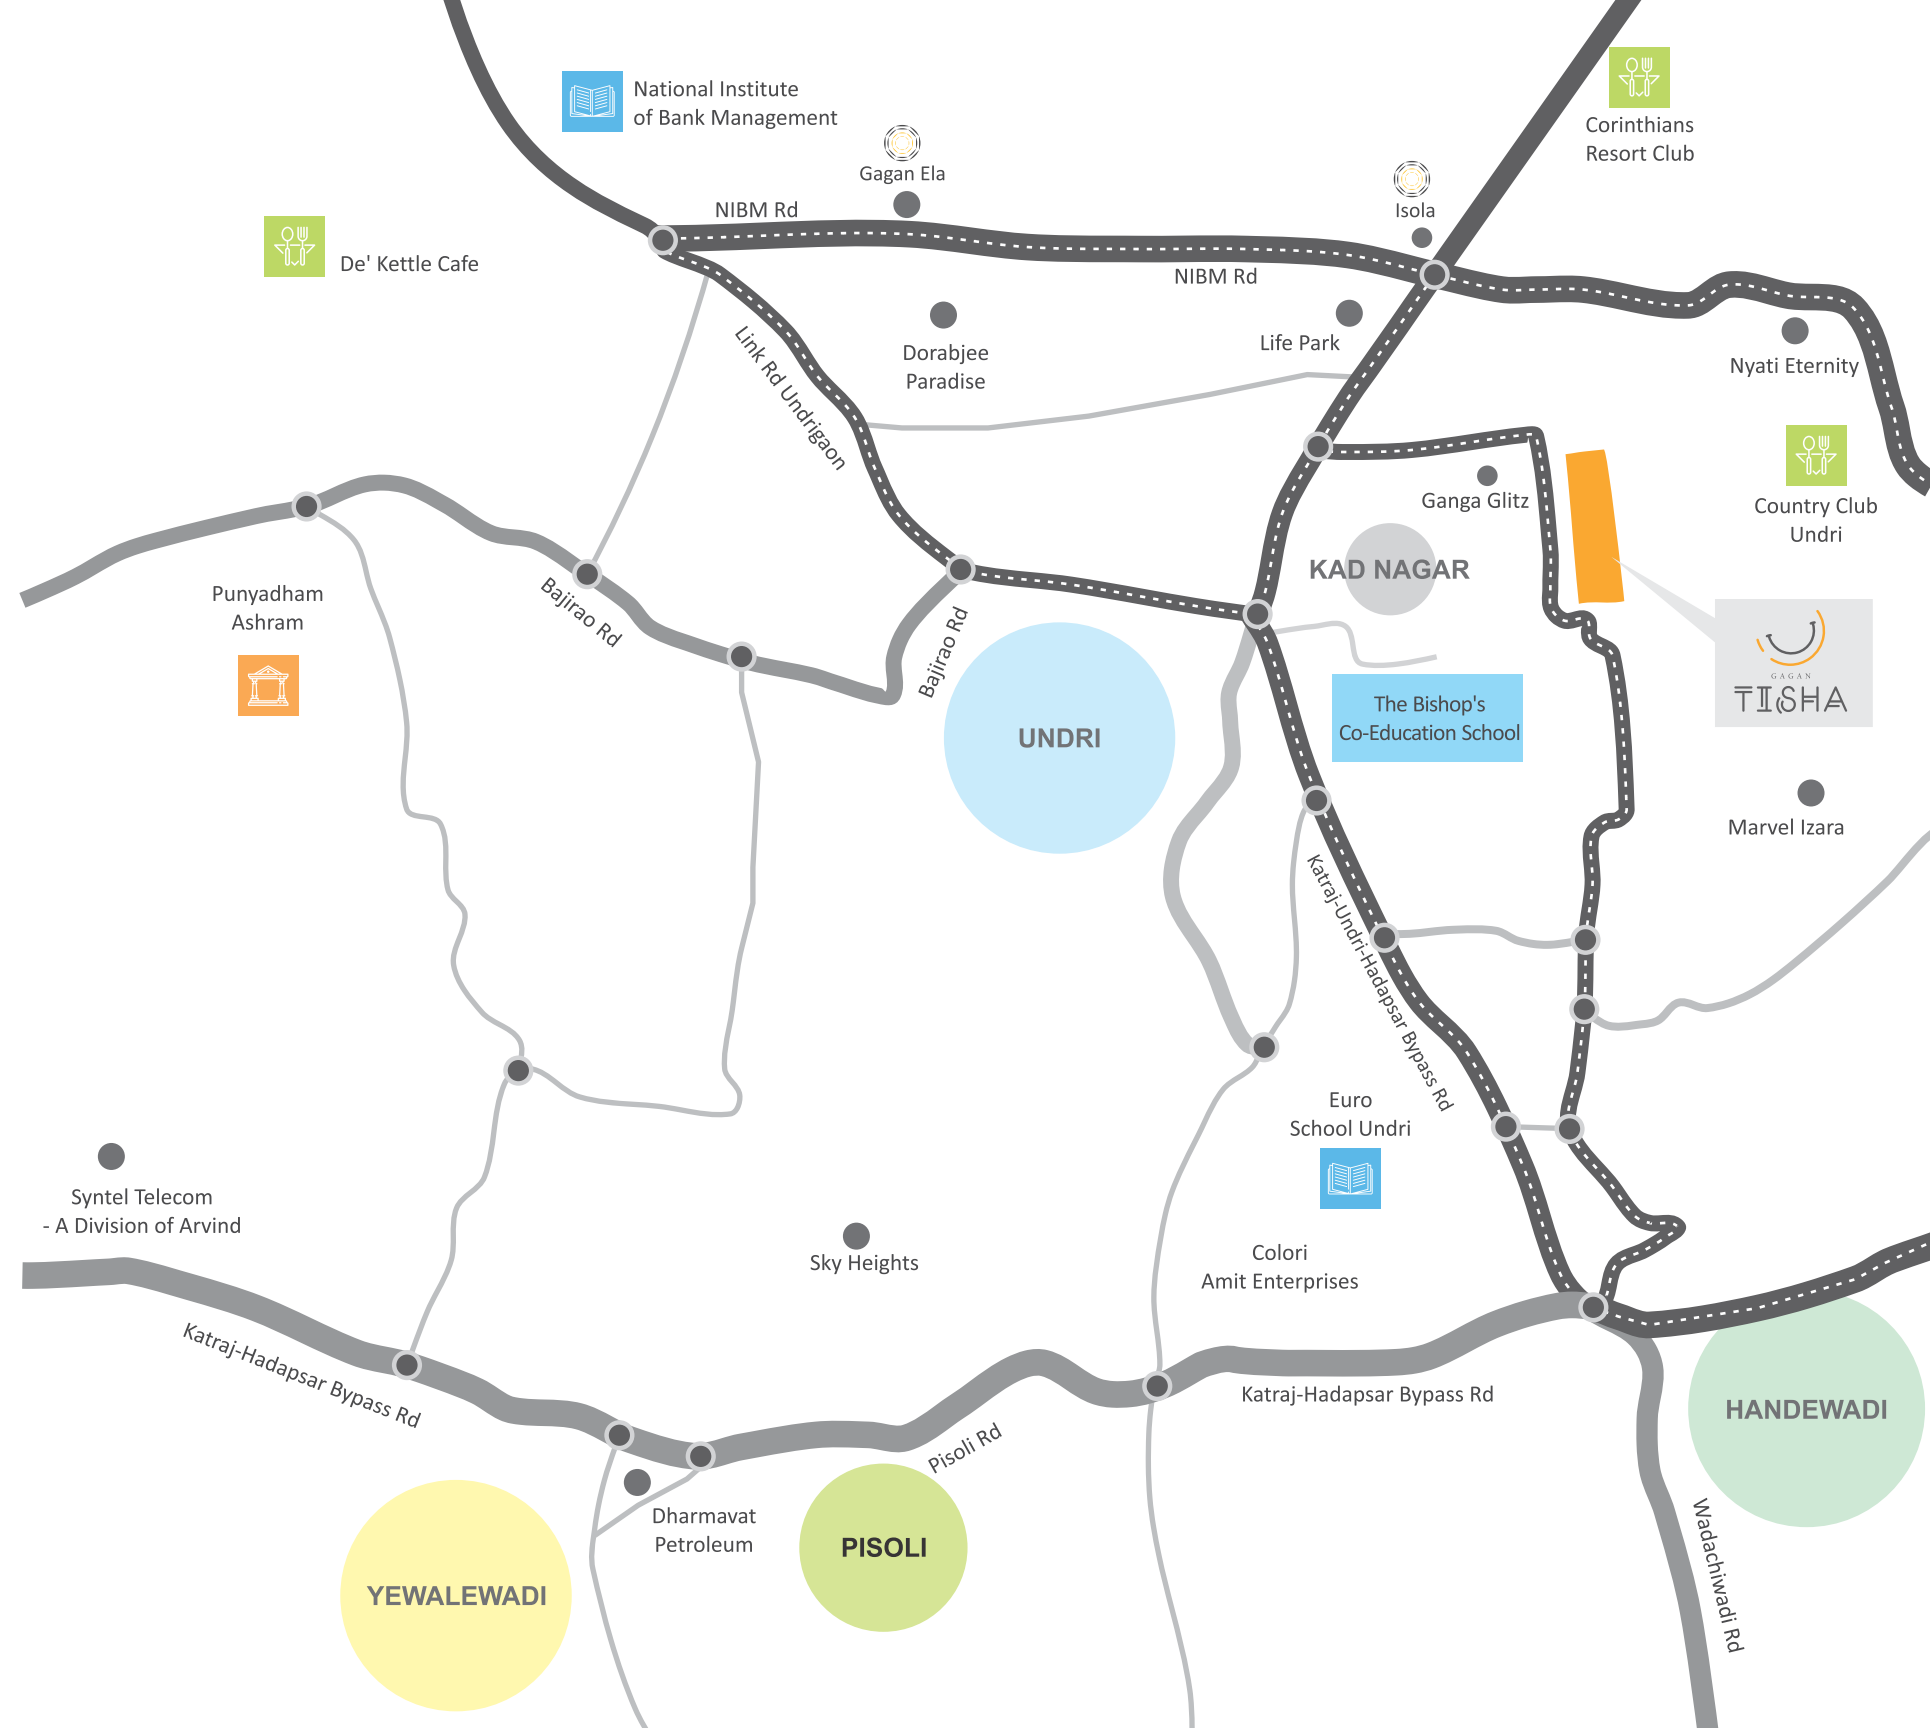 National Institute
of Bank Management
Corinthians
Resort Club
Gagan Ela
Isola
NIBM Rd
De' Kettle Cafe
NIBM Rd
Life Park
Dorabjee
Paradise
Nyati Eternity
Link Rd Undrigaon
Ganga Glitz
Country Club
Undri
KAD NAGAR
Punyadham
Ashram
Bajirao Rd
Bajirao Rd
GAGAN
TISHA
The Bishop's
Co-Education School
UNDRI
Marvel Izara
Katraj-Undri-Hadapsar Bypass Rd
Euro
School Undri
Syntel Telecom
- A Division of Arvind
Sky Heights
Colori
Amit Enterprises
Katraj-Hadapsar Bypass Rd
Katraj-Hadapsar Bypass Rd
HANDEWADI
Pisoli Rd
Dharmavat
Petroleum
PISOLI
YEWALEWADI
Wadachiwadi Rd